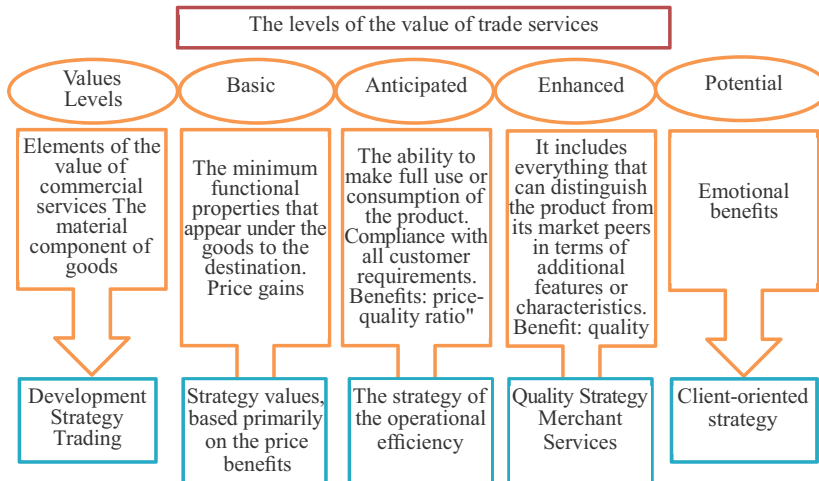 The levels of the value of trade services
Values
Levels
Basic
Anticipated
Enhanced
Potential
Elements of the
value of
commercial
services The
material
component of
goods
The minimum
functional
properties that
appear under the
goods to the
destination.
Price gains
The ability to
make full use or
consumption of
the product.
Compliance with
all customer
requirements.
Benefits: price-
quality ratio"
It includes
everything that
can distinguish
the product from
its market peers
in terms of
additional
features or
characteristics.
Benefit: quality
Emotional
benefits
Development
Strategy
Trading
Strategy values,
based primarily
on the price
benefits
The strategy of
the operational
efficiency
Quality Strategy
Merchant
Services
Client-oriented
strategy